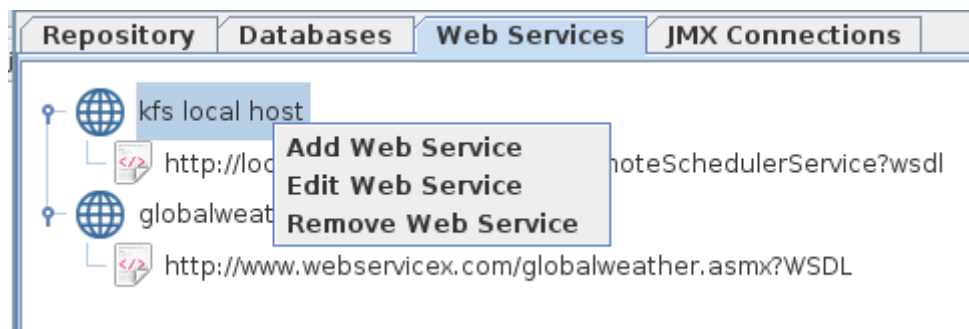 Repository Databases Web Services JMX Connections
kfs local host
Add Web Service
http://loc noteSchedulerService?wsdl
Edit Web Service
globalweat
Remove Web Service
http://www.webservicex.com/globalweather.asmx?WSDL